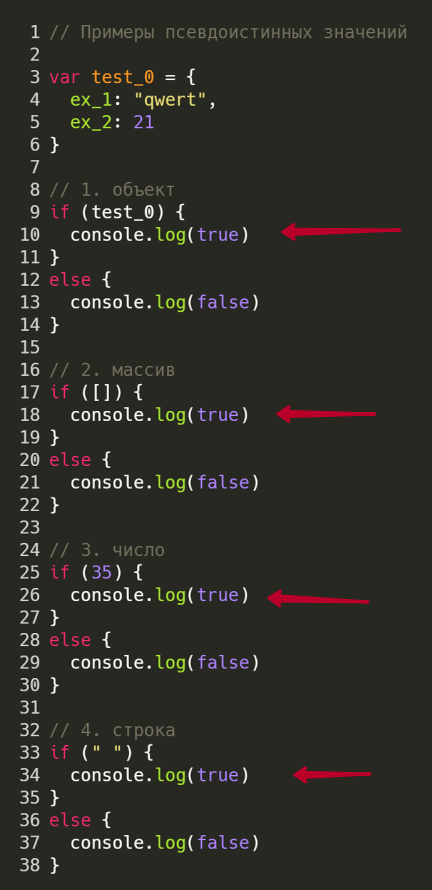 1 // Примеры псевдоистинных значений
2
3 var test_0 = {
4   ex_1: "qwert",
5   ex_2: 21
6 }
7
8 // 1. объект
9 if (test_0) {
10   console.log(true)
11 }
12 else {
13   console.log(false)
14 }
15
16 // 2. массив
17 if ([]) {
18   console.log(true)
19 }
20 else {
21   console.log(false)
22 }
23
24 // 3. число
25 if (35) {
26   console.log(true)
27 }
28 else {
29   console.log(false)
30 }
31
32 // 4. строка
33 if (" ") {
34   console.log(true)
35 }
36 else {
37   console.log(false)
38 }